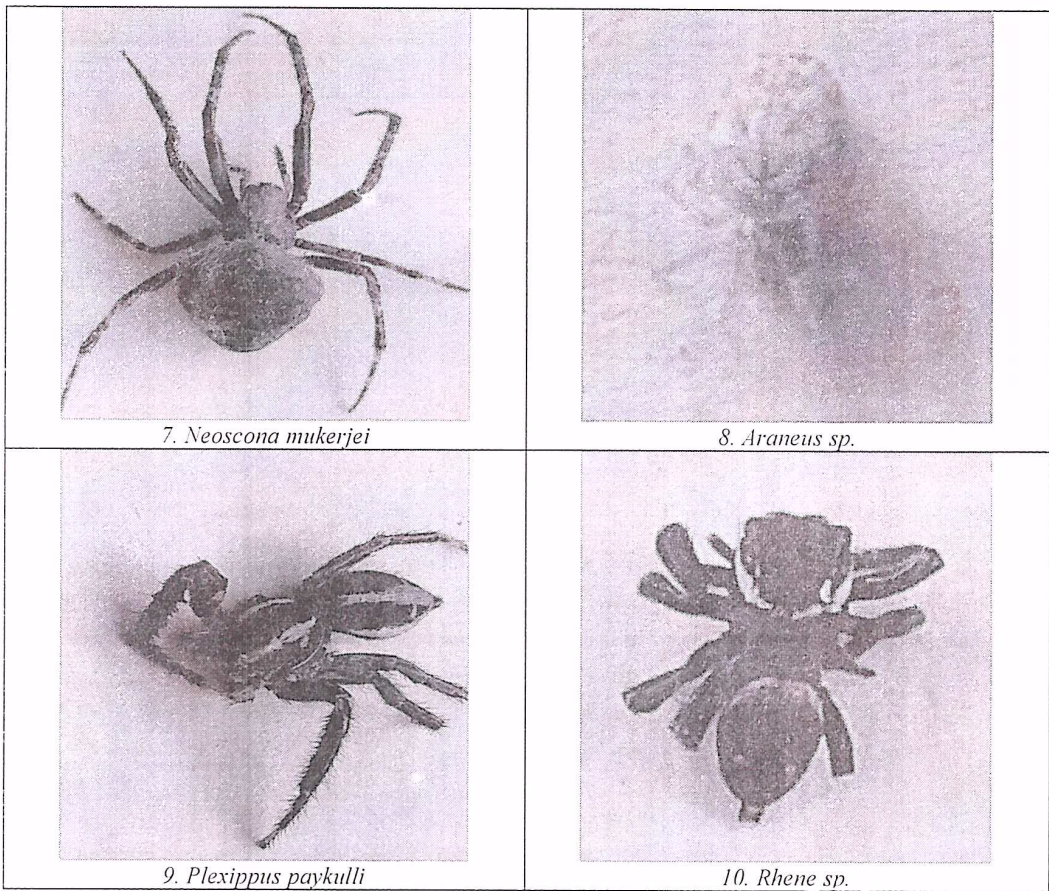 7. Neoscona mukerjei
8. Araneus sp.
9. Plexippus paykulli
10. Rhene sp.